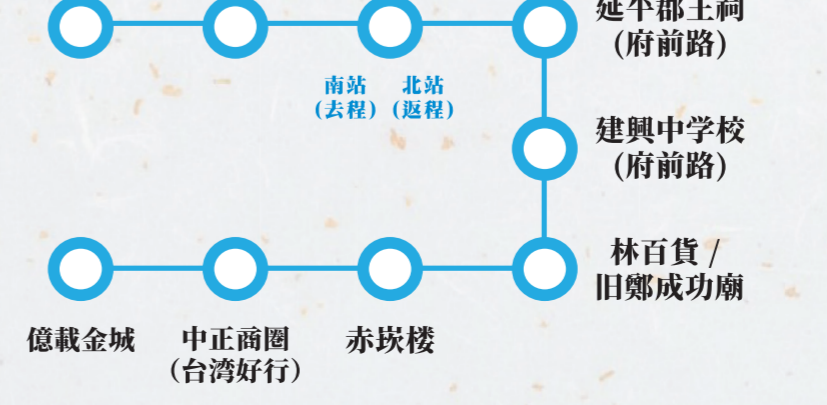 延平郡王祠
(府前路)
南站 北站
(去程) (返程)
建興中学校
(府前路)
林百貨 /
旧鄭成功廟
億載金城
中正商圏
(台湾好行)
赤崁楼